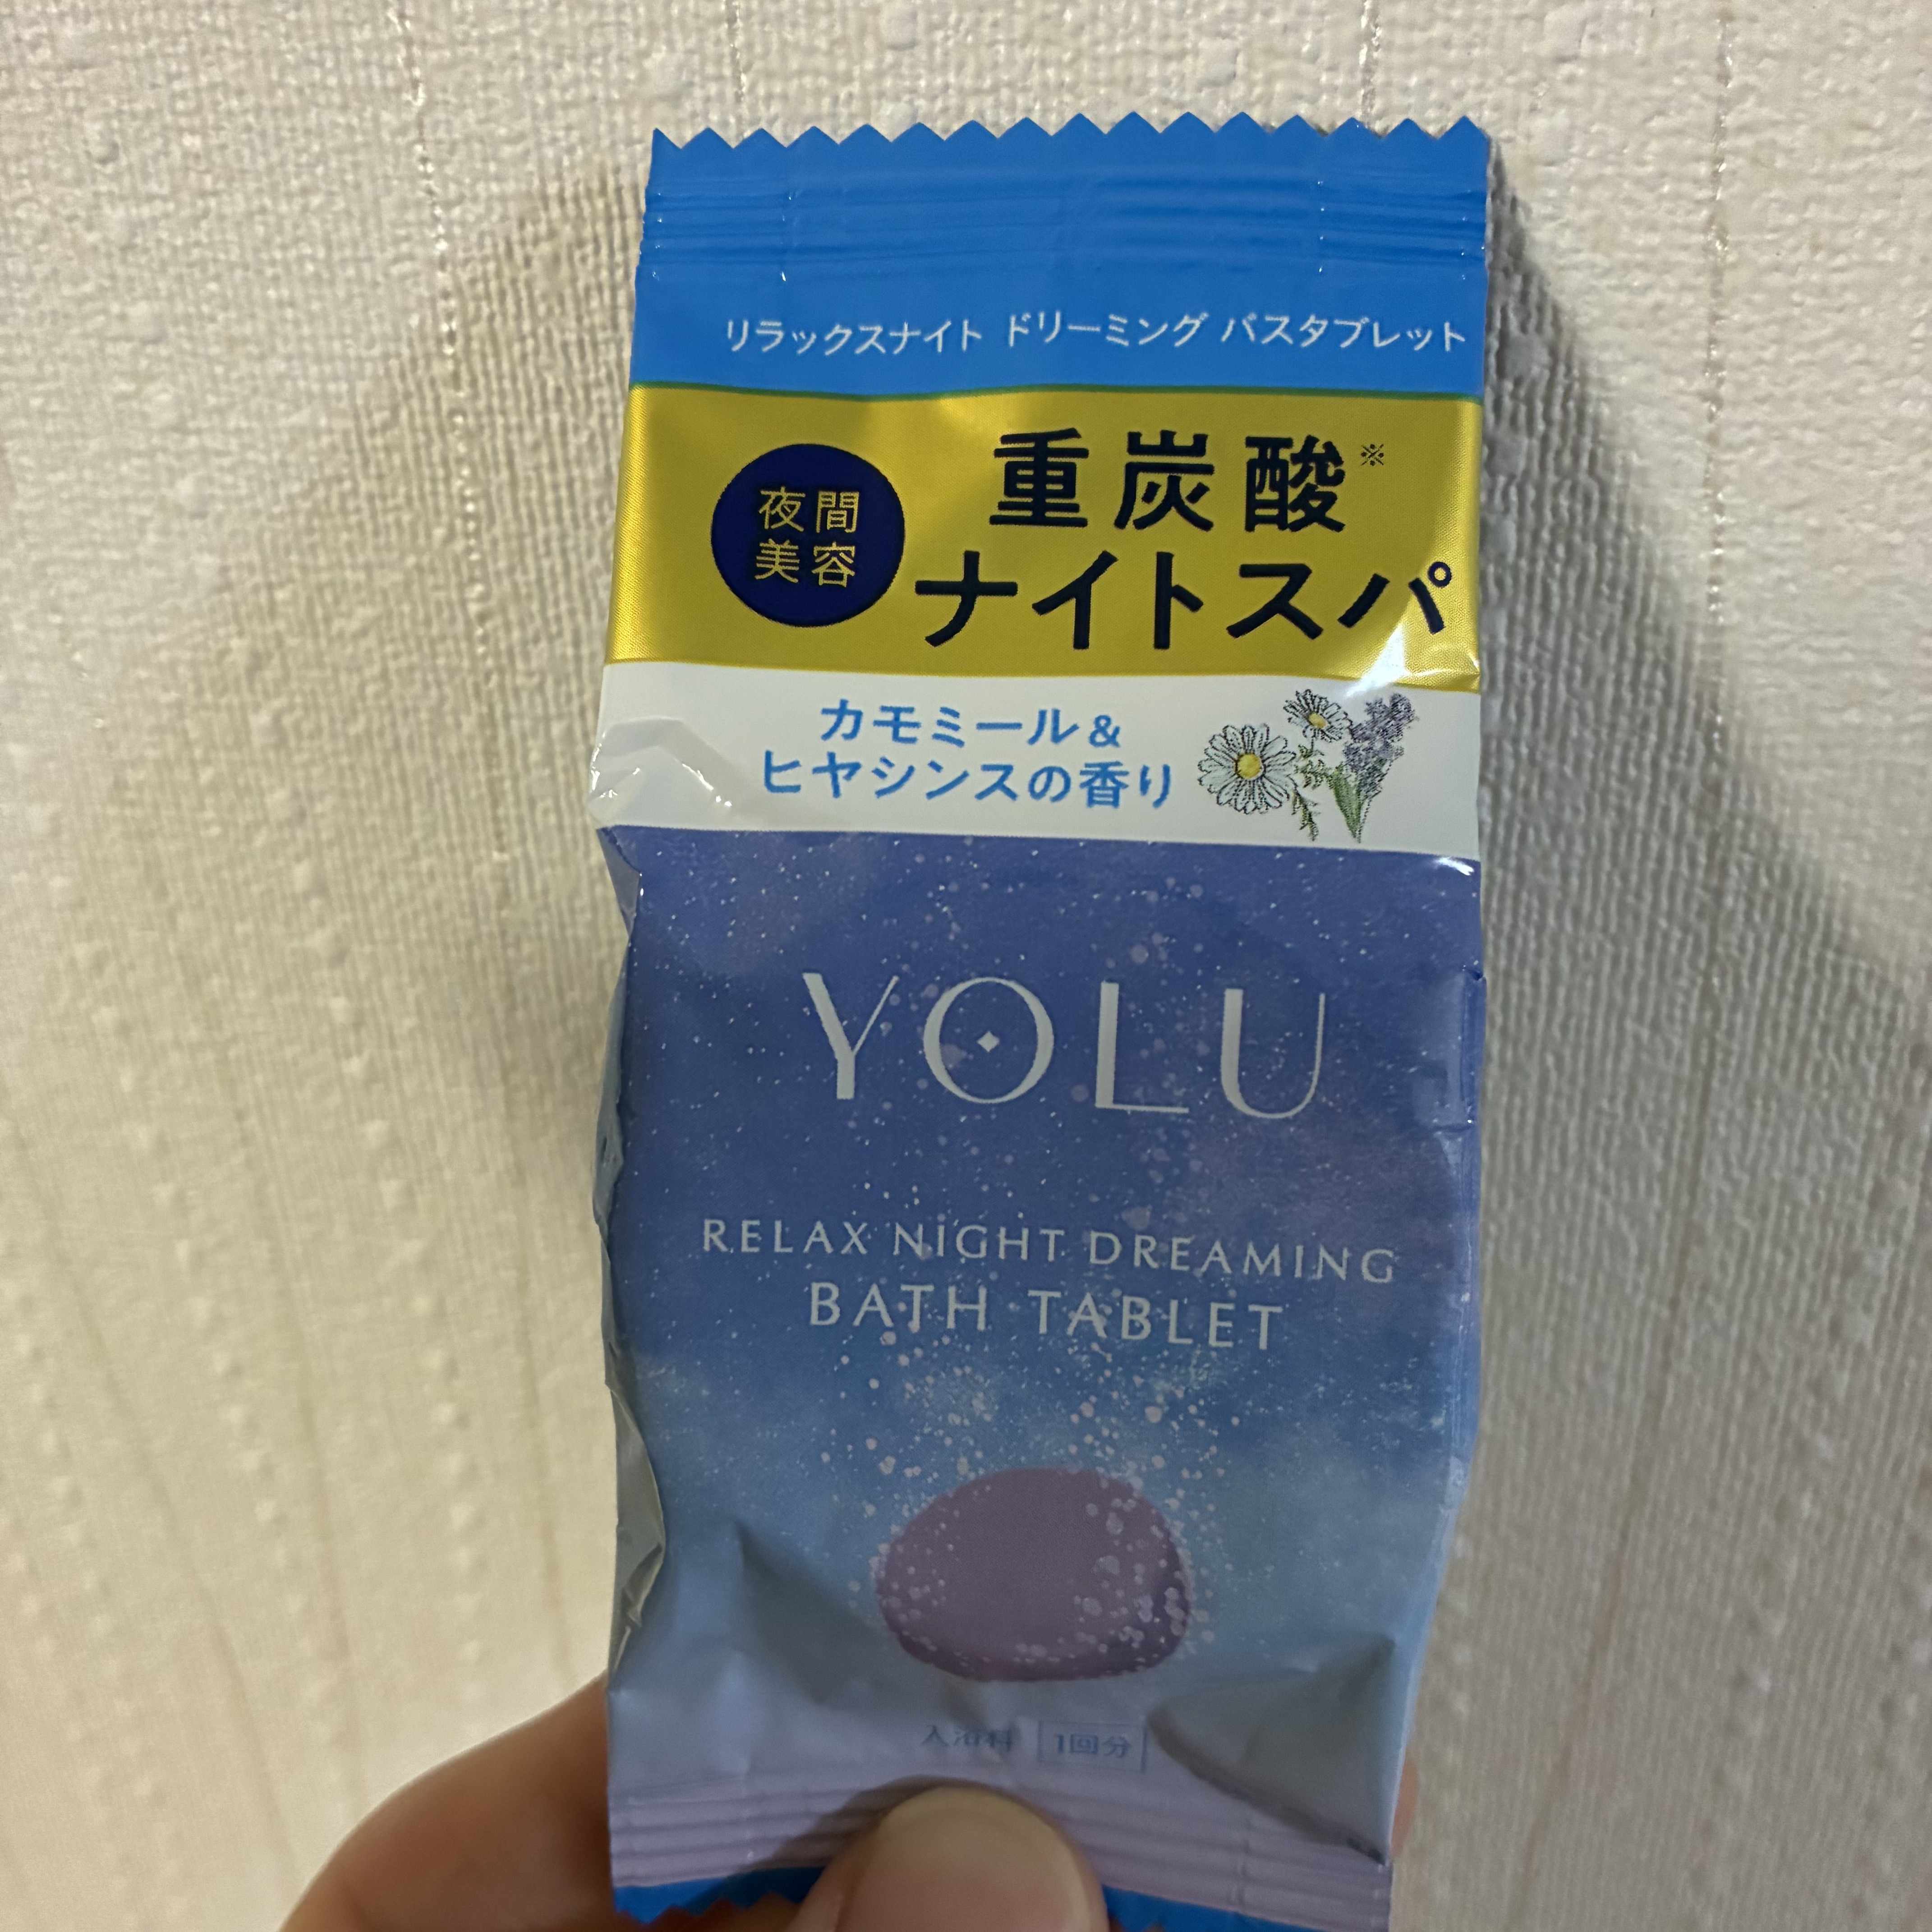 リラックスナイト ドリーミング バスタブレット
夜間
美容
重炭酸※
ナイトスパ
カモミール&
ヒヤシンスの香り
YOLU
RELAX NIGHT DREAMING
BATH TABLET
入浴料 1回分